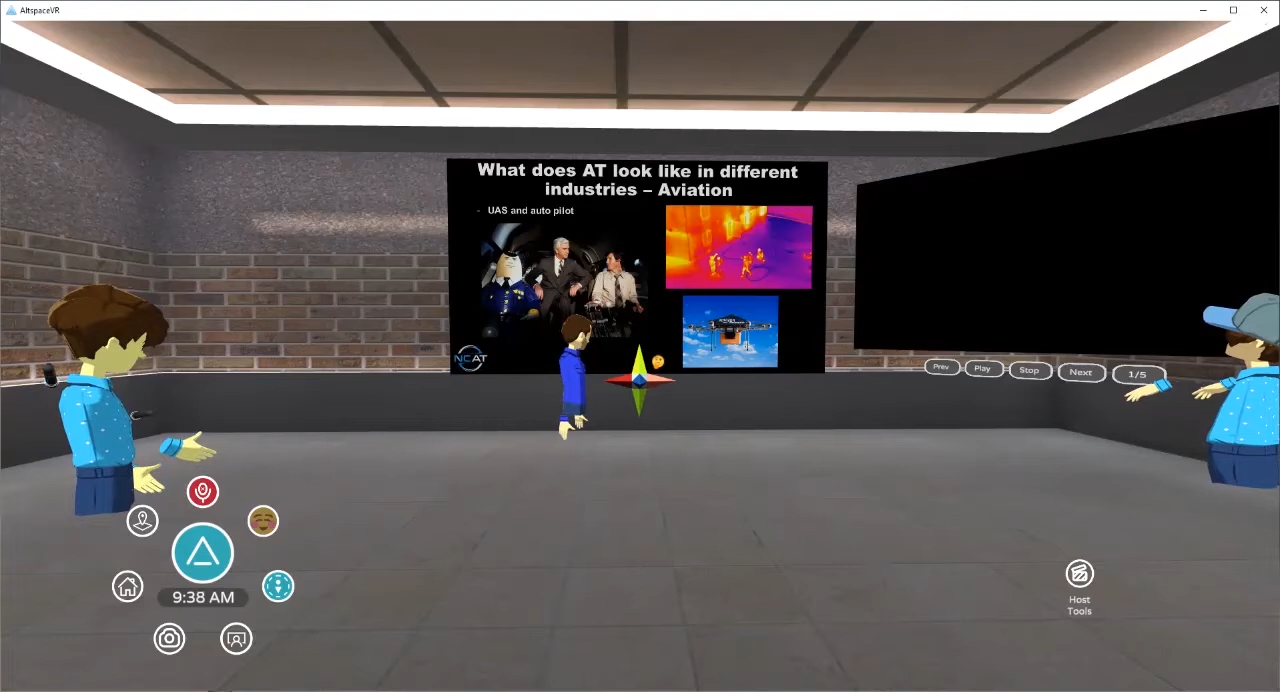 AltspaceVR
What does AT look like in different
industries – Aviation
- UAS and auto pilot
NCAT
Prev
Play
Stop
Next
1/5
9:38 AM
Host
Tools